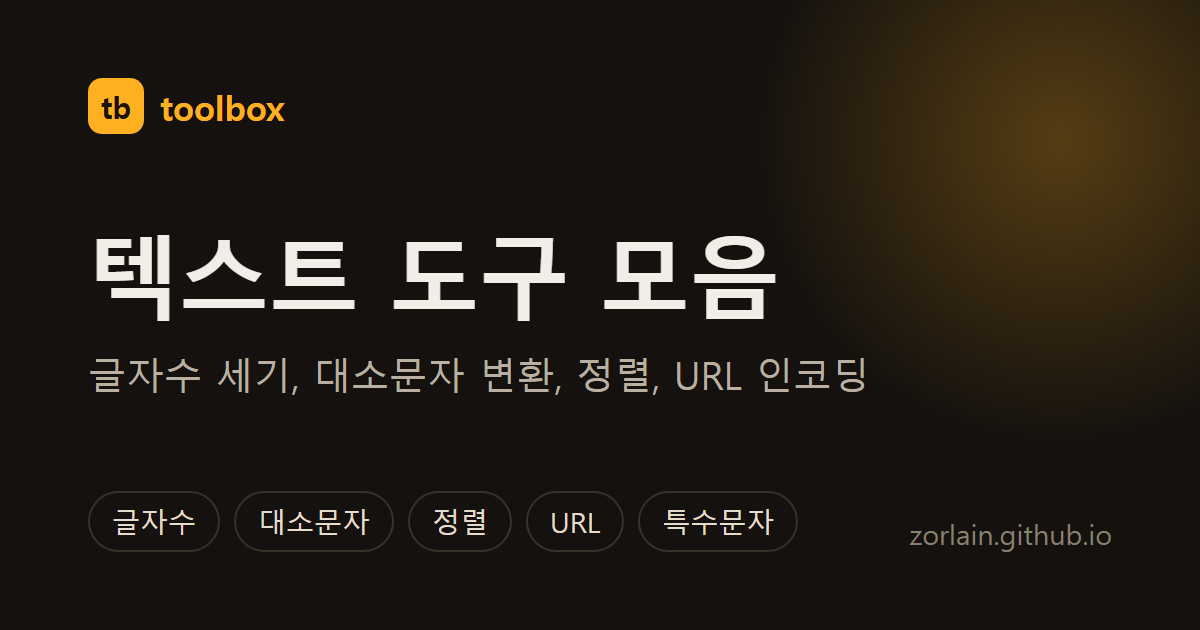 tb toolbox
텍스트 도구 모음
글자수 세기, 대소문자 변환, 정렬, URL 인코딩
글자수 대소문자 정렬 URL 특수문자
zorlain.github.io